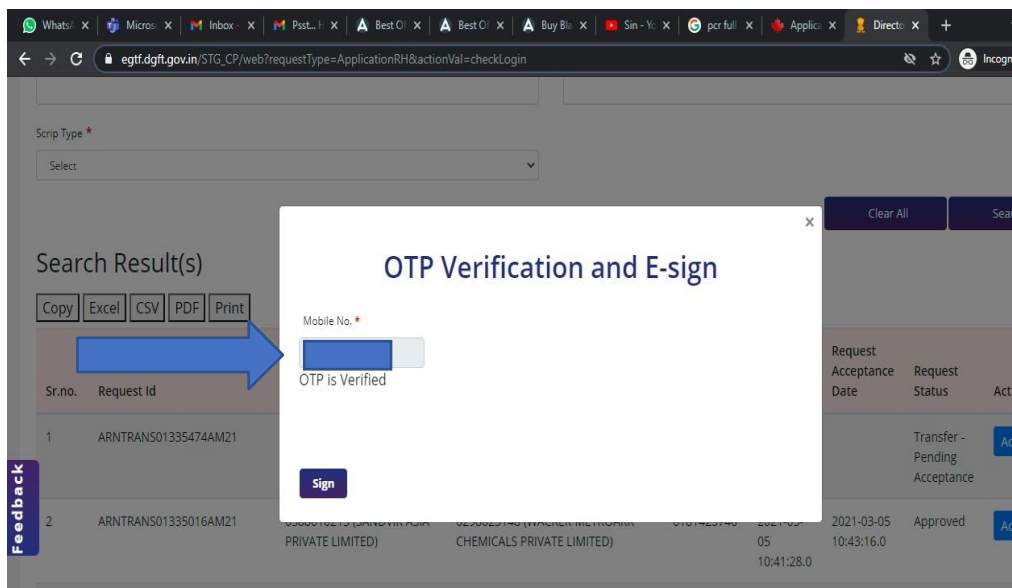 WhatsA Microso Inbox - Psst... H Best Of Best Of Buy Bla Sin - Yo pcr full Applica Directo
egtf.dgft.gov.in/STG_CP/web?requestType=ApplicationRH&actionVal=checkLogin Incogn
Scrip Type *
Select
Clear All Sear
Search Result(s)
Copy Excel CSV PDF Print
OTP Verification and E-sign
Mobile No. *
OTP is Verified
Sign
Sr.no. Request Id Request Acceptance Date Request Status Act
1 ARNTRANS01335474AM21 Transfer - Pending Acceptance
2 ARNTRANS01335016AM21 PRIVATE LIMITED) CHEMICALS PRIVATE LIMITED) 05 10:41:28.0 2021-03-05 10:43:16.0 Approved
Feedback